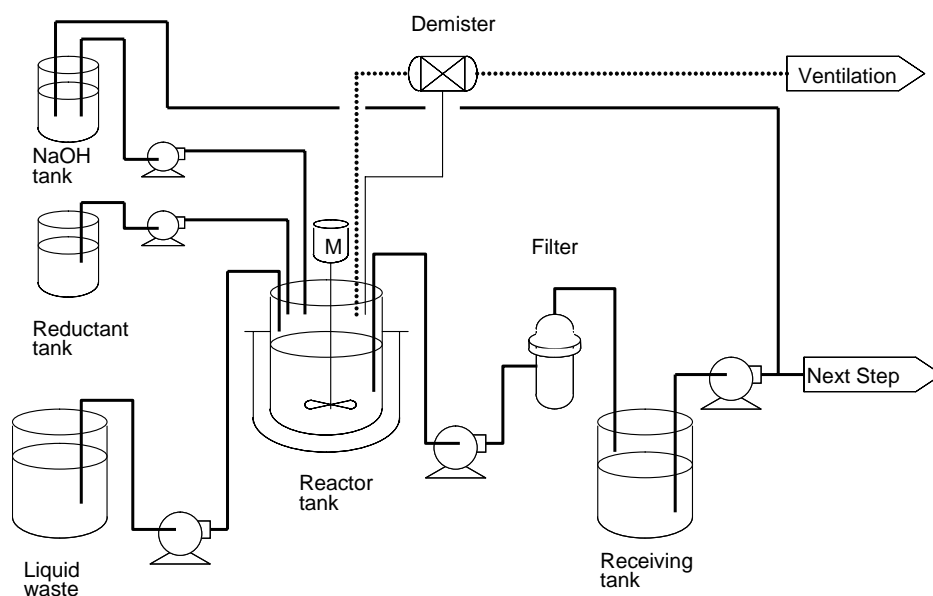 Demister
Ventilation
NaOH
tank
M
Filter
Reductant
tank
Next Step
Reactor
tank
Liquid
waste
Receiving
tank